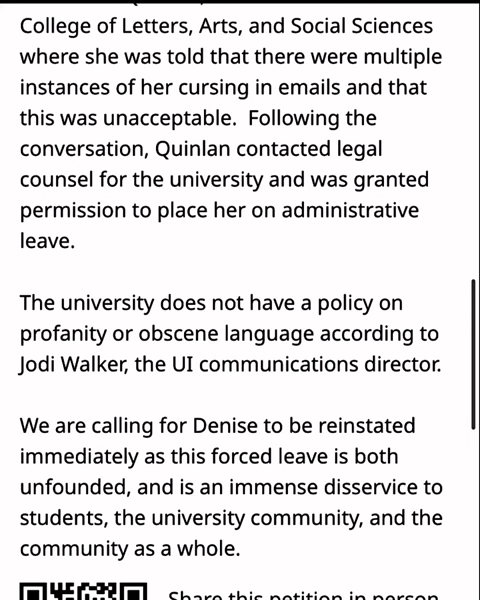 College of Letters, Arts, and Social Sciences
where she was told that there were multiple
instances of her cursing in emails and that
this was unacceptable.  Following the
conversation, Quinlan contacted legal
counsel for the university and was granted
permission to place her on administrative
leave.
The university does not have a policy on
profanity or obscene language according to
Jodi Walker, the UI communications director.
We are calling for Denise to be reinstated
immediately as this forced leave is both
unfounded, and is an immense disservice to
students, the university community, and the
community as a whole.
Share this petition in person